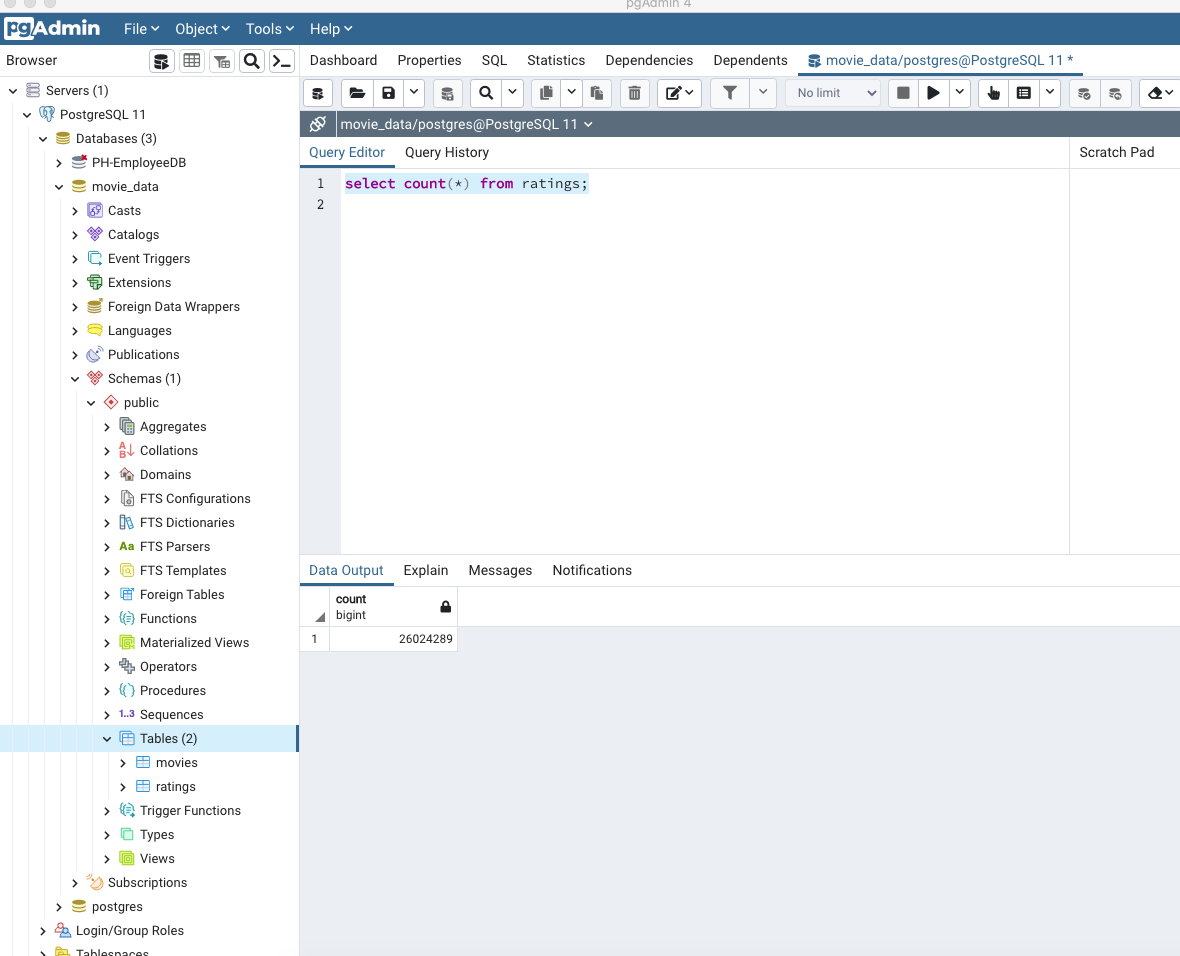 pgAdmin 4
pgAdmin File Object Tools Help
Browser
Dashboard Properties SQL Statistics Dependencies Dependents movie_data/postgres@PostgreSQL 11 *
No limit
movie_data/postgres@PostgreSQL 11
Query Editor Query History
Scratch Pad
1 select count(*) from ratings;
2
Servers (1)
PostgreSQL 11
Databases (3)
PH-EmployeeDB
movie_data
Casts
Catalogs
Event Triggers
Extensions
Foreign Data Wrappers
Languages
Publications
Schemas (1)
public
Aggregates
Collations
Domains
FTS Configurations
FTS Dictionaries
Aa FTS Parsers
FTS Templates
Foreign Tables
Functions
Materialized Views
Operators
Procedures
1..3 Sequences
Tables (2)
movies
ratings
Trigger Functions
Types
Views
Subscriptions
postgres
Login/Group Roles
Tablespaces
Data Output Explain Messages Notifications
count
bigint
1 26024289